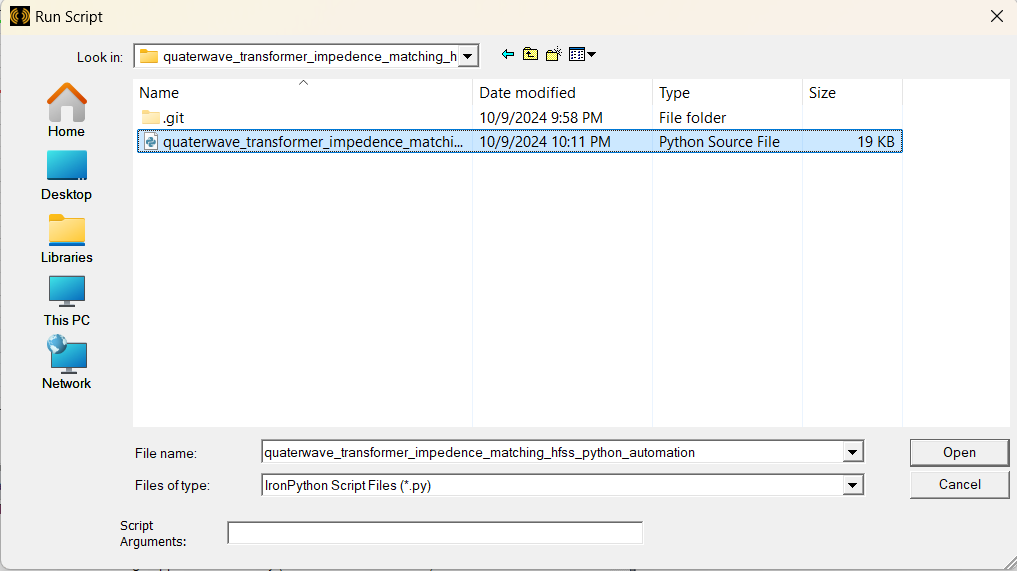 Run Script
Look in: quaterwave_transformer_impedence_matching_h
Name Date modified Type Size
.git 10/9/2024 9:58 PM File folder
quaterwave_transformer_impedence_matchi... 10/9/2024 10:11 PM Python Source File 19 KB
Home
Desktop
Libraries
This PC
Network
File name: quaterwave_transformer_impedence_matching_hfss_python_automation Open
Files of type: IronPython Script Files (*.py) Cancel
Script
Arguments: